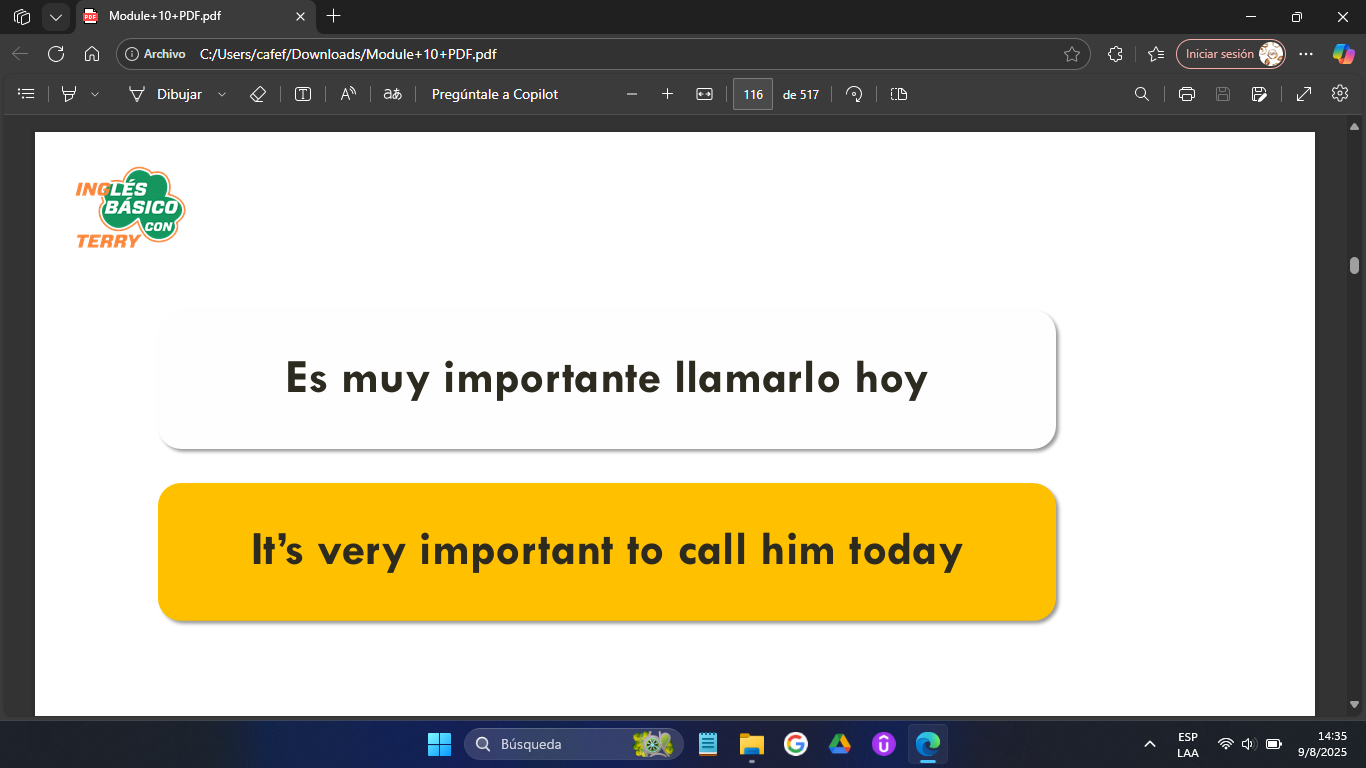 Module+10+PDF.pdf
Archivo
C:/Users/cafef/Downloads/Module+10+PDF.pdf
Iniciar sesión
Dibujar
aあ
Pregúntale a Copilot
116 de 517
INGLÉS
BÁSICO
CON
TERRY
Es muy importante llamarlo hoy
It's very important to call him today
Búsqueda
ESP
LAA
14:35
9/8/2025